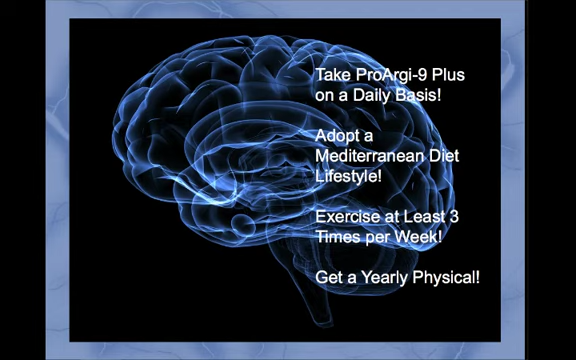 Take ProArgi-9 Plus
on a Daily Basis!
Adopt a
Mediterranean Diet
Lifestyle!
Exercise at Least 3
Times per Week!
Get a Yearly Physical!